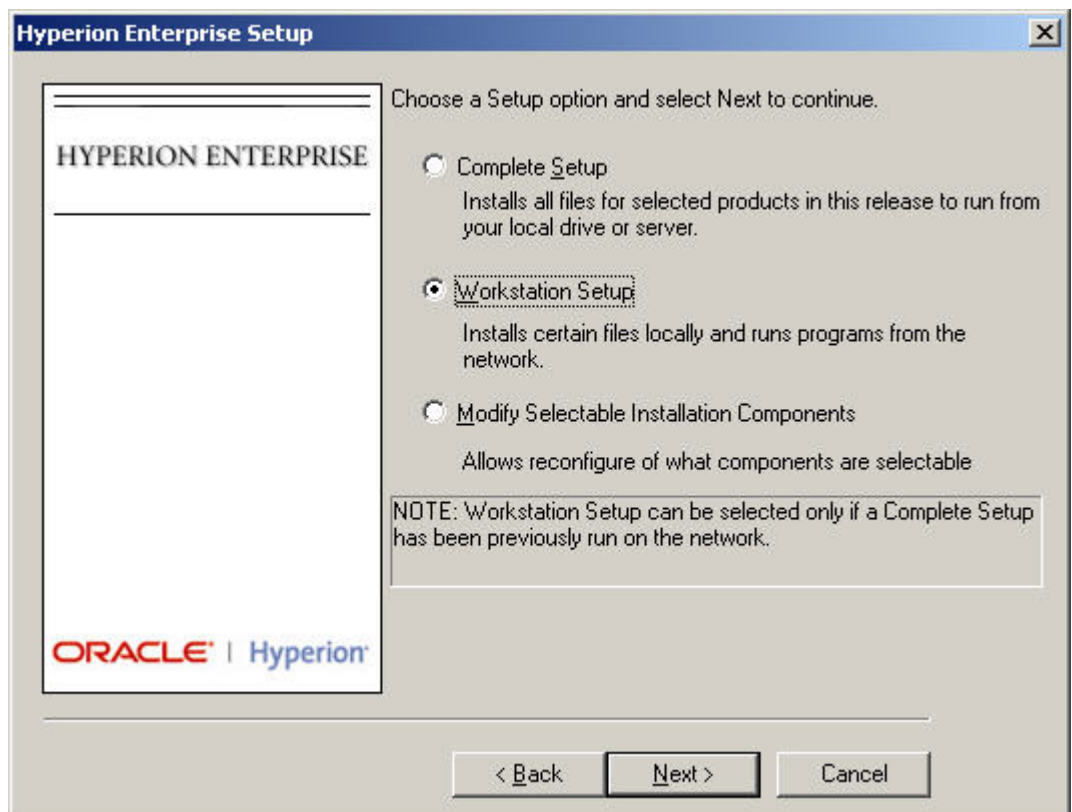 Hyperion Enterprise Setup
HYPERION ENTERPRISE
Choose a Setup option and select Next to continue.
Complete Setup
Installs all files for selected products in this release to run from
your local drive or server.
Workstation Setup
Installs certain files locally and runs programs from the
network.
Modify Selectable Installation Components
Allows reconfigure of what components are selectable
NOTE: Workstation Setup can be selected only if a Complete Setup
has been previously run on the network.
ORACLE | Hyperion
< Back
Next >
Cancel